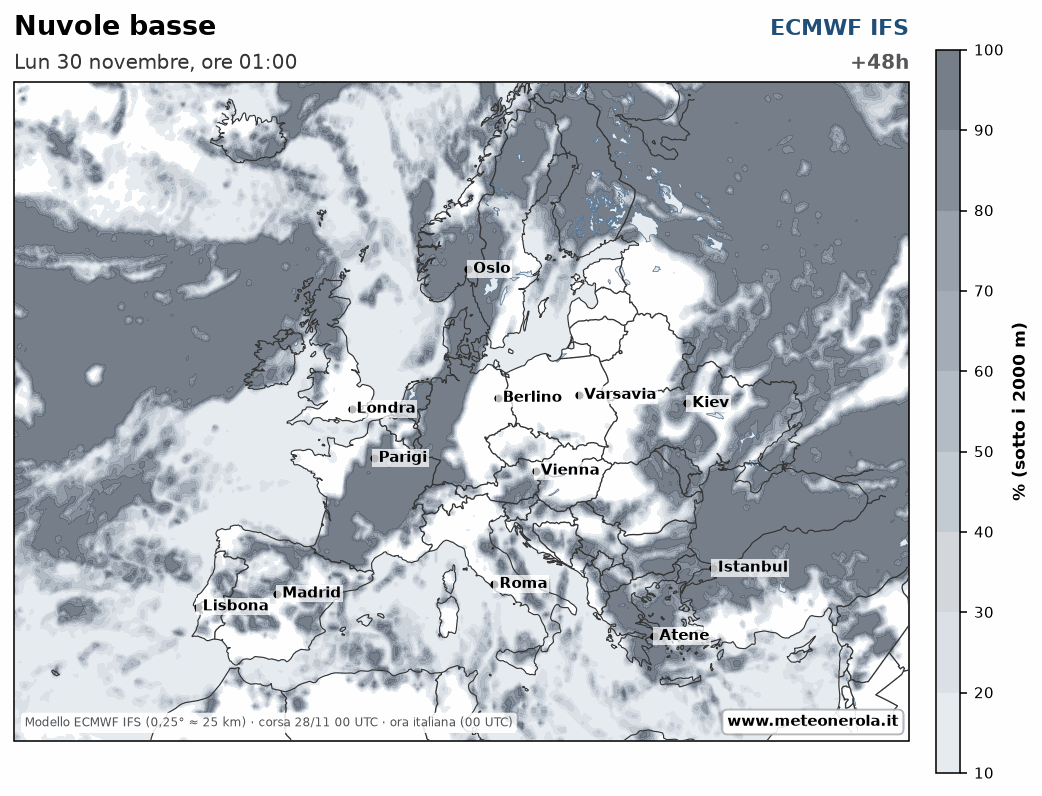 Nuvole basse
ECMWF IFS
Lun 30 novembre, ore 01:00
+48h
100
90
80
70
60
50
40
30
20
10
% (sotto i 2000 m)
Oslo
Londra
Berlino
Varsavia
Kiev
Parigi
Vienna
Istanbul
Roma
Madrid
Lisbona
Atene
Modello ECMWF IFS (0,25° ≈ 25 km) · corsa 28/11 00 UTC · ora italiana (00 UTC)
www.meteonerola.it